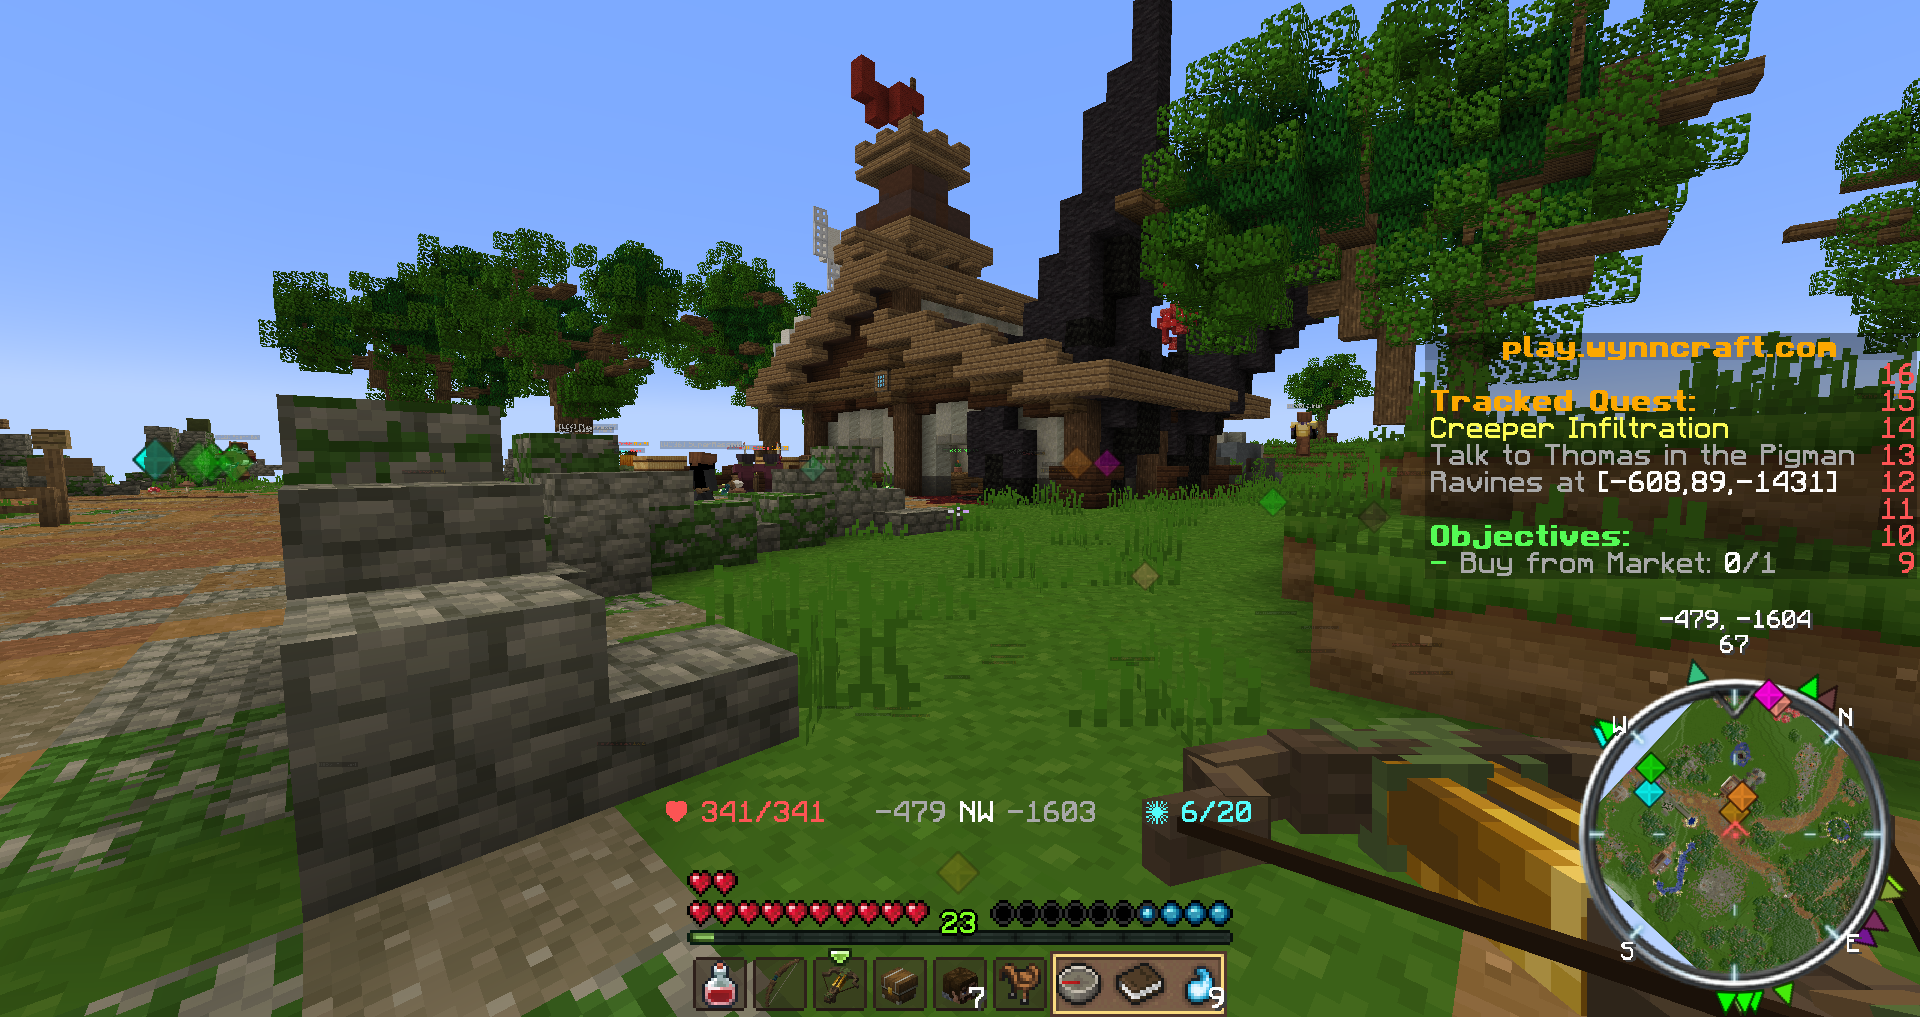 play.wynncraft.com
16
Tracked Quest: 15
Creeper Infiltration 14
Talk to Thomas in the Pigman 13
Ravines at [-608,89,-1431] 12
11
Objectives: 10
- Buy from Market: 0/1 9
-479, -1604
67
N
W
S
E
341/341 -479 NW -1603 6/20
23
7
9